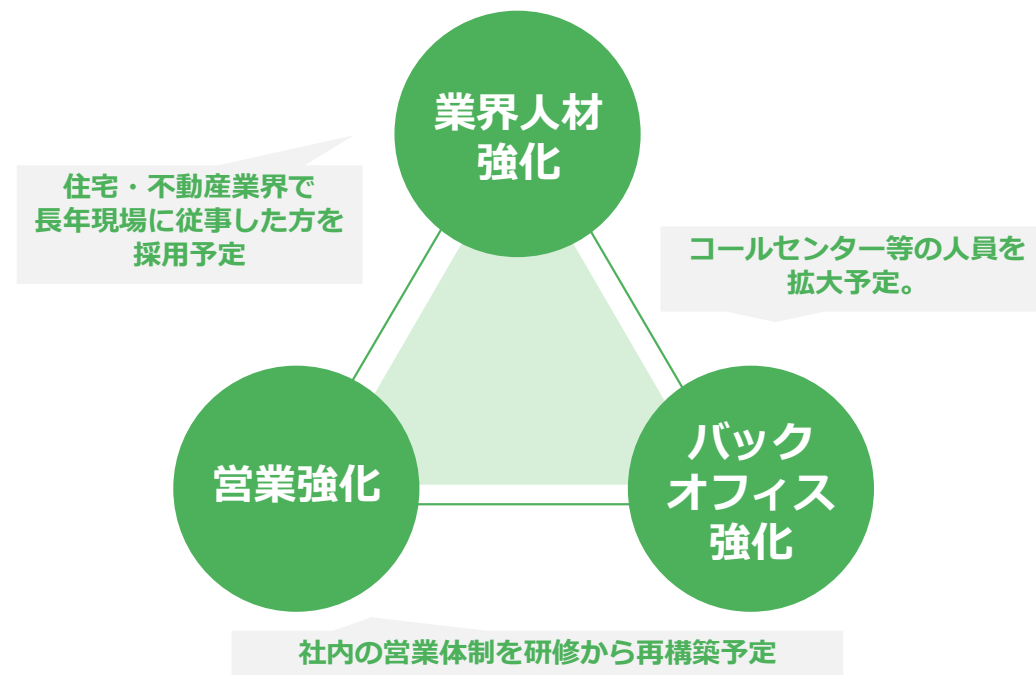 業界人材
強化
住宅・不動産業界で
長年現場に従事した方を
採用予定
コールセンター等の人員を
拡大予定。
営業強化
バック
オフィス
強化
社内の営業体制を研修から再構築予定